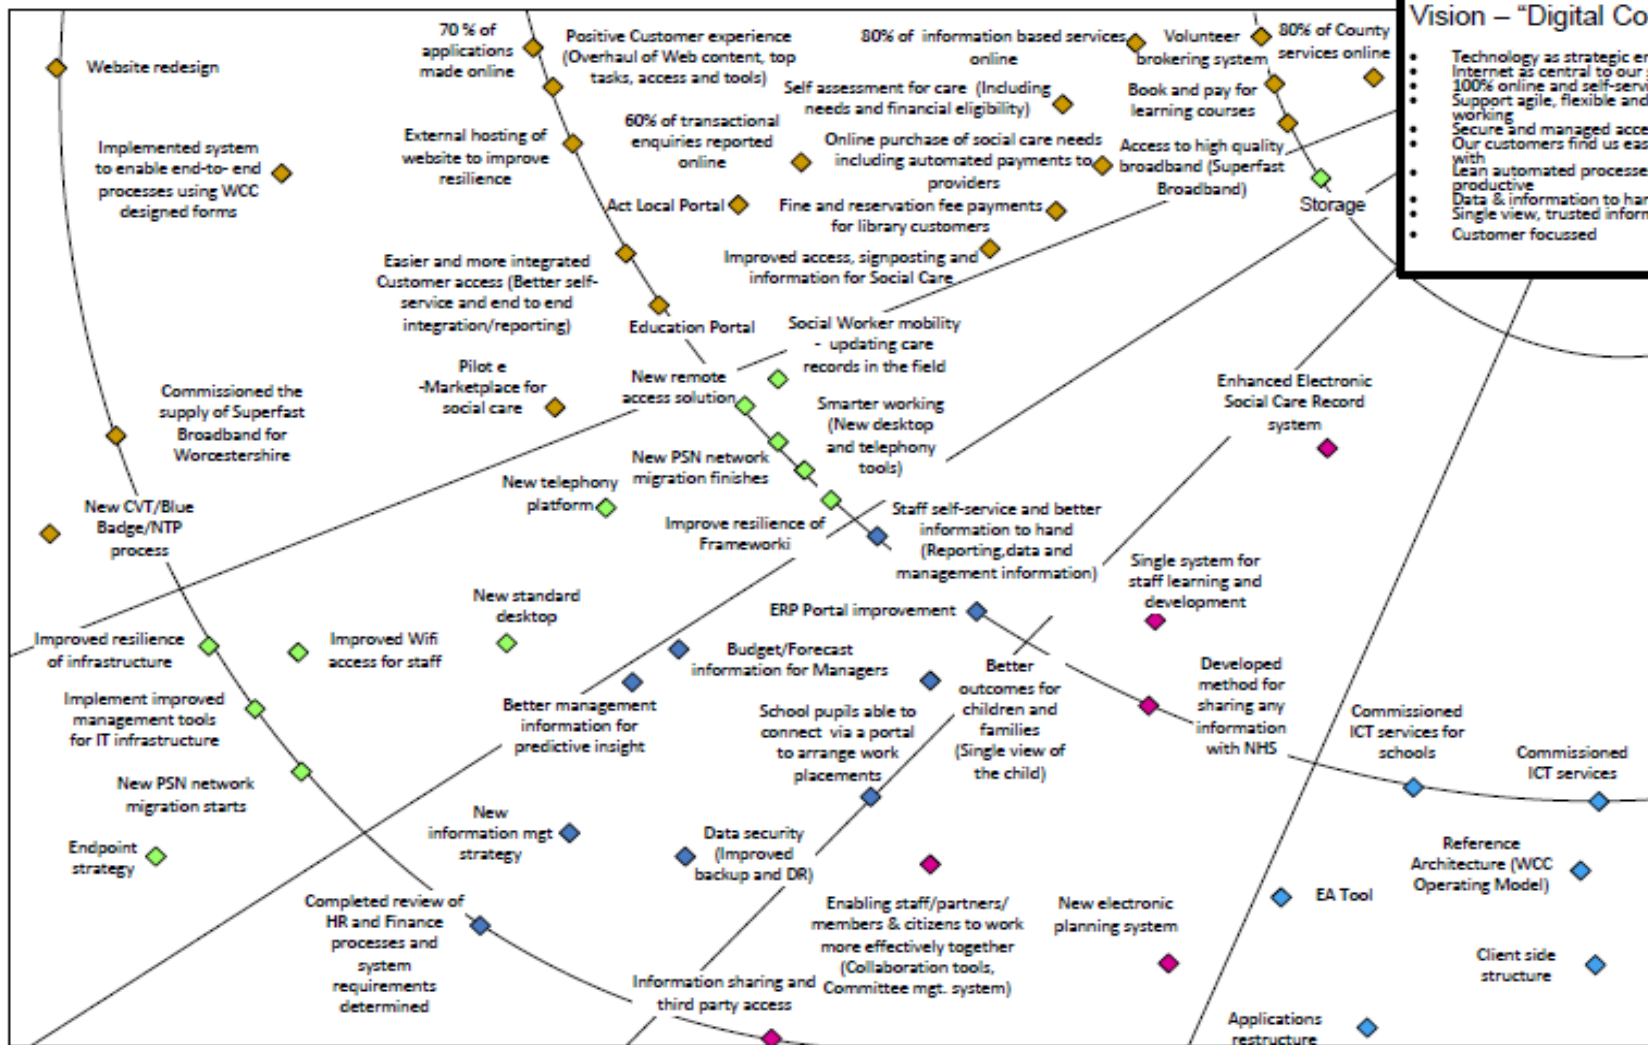 Vision – “Digital Co
Technology as strategic en
Internet as central to our
100% online and self-servi
Support agile, flexible and
working
Secure and managed acce
Our customers find us eas
with
Lean automated processe
productive
Data & information to han
Single view, trusted inform
Customer focussed
Website redesign
70 % of
applications
made online
Positive Customer experience
(Overhaul of Web content, top
tasks, access and tools)
80% of information based services
online
Volunteer
brokering system
80% of County
services online
Self assessment for care (Including
needs and financial eligibility)
Book and pay for
learning courses
Implemented system
to enable end-to- end
processes using WCC
designed forms
External hosting of
website to improve
resilience
60% of transactional
enquiries reported
online
Online purchase of social care needs
including automated payments to
providers
Access to high quality
broadband (Superfast
Broadband)
Storage
Act Local Portal
Fine and reservation fee payments
for library customers
Improved access, signposting and
information for Social Care
Easier and more integrated
Customer access (Better self-
service and end to end
integration/reporting)
Education Portal
Social Worker mobility
- updating care
records in the field
Pilot e
-Marketplace for
social care
New remote
access solution
Commissioned the
supply of Superfast
Broadband for
Worcestershire
Smarter working
(New desktop
and telephony
tools)
Enhanced Electronic
Social Care Record
system
New PSN network
migration finishes
New telephony
platform
New CVT/Blue
Badge/NTP
process
Improve resilience of
Frameworki
Staff self-service and better
information to hand
(Reporting,data and
management information)
Single system for
staff learning and
development
New standard
desktop
ERP Portal improvement
Improved resilience
of infrastructure
Improved Wifi
access for staff
Budget/Forecast
information for Managers
Better
outcomes for
children and
families
(Single view of
the child)
Developed
method for
sharing any
information
with NHS
Implement improved
management tools
for IT infrastructure
Better management
information for
predictive insight
School pupils able to
connect via a portal
to arrange work
placements
Commissioned
ICT services for
schools
Commissioned
ICT services
New PSN network
migration starts
New
information mgt
strategy
Data security
(Improved
backup and DR)
Endpoint
strategy
Reference
Architecture (WCC
Operating Model)
EA Tool
Completed review of
HR and Finance
processes and
system
requirements
determined
Enabling staff/partners/
members & citizens to work
more effectively together
(Collaboration tools,
Committee mgt. system)
New electronic
planning system
Client side
structure
Information sharing and
third party access
Applications
restructure